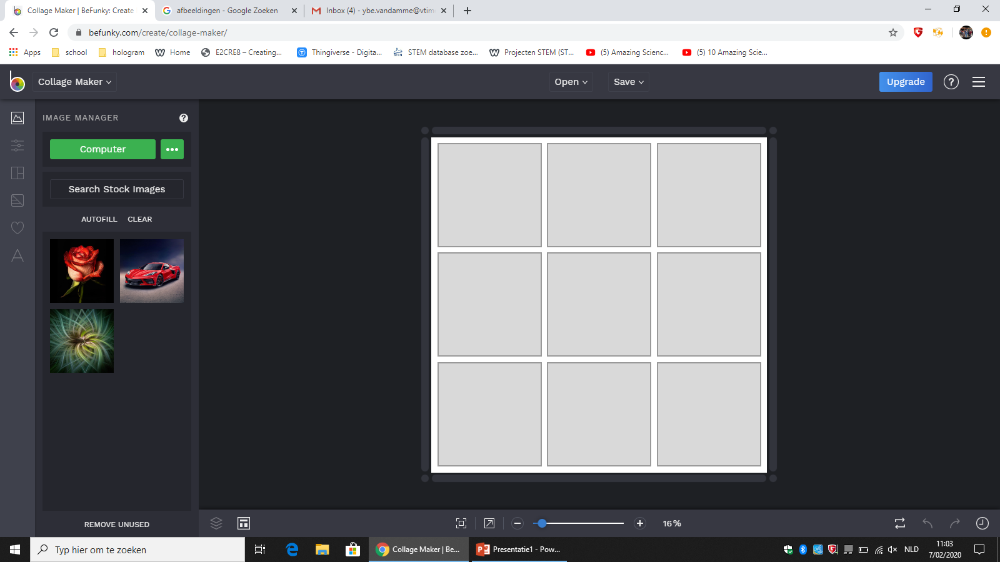 Collage Maker | BeFunky: Create
afbeeldingen - Google Zoeken
Inbox (4) - ybe.vandamme@vtim
befunky.com/create/collage-maker/
Apps
school
hologram
Home
E2CRE8 – Creating...
Thingiverse - Digita...
STEM database zoe...
Projecten STEM (ST...
(5) Amazing Scienc...
(5) 10 Amazing Scie...
Collage Maker
Open
Save
Upgrade
IMAGE MANAGER
Computer
Search Stock Images
AUTOFILL CLEAR
REMOVE UNUSED
16%
Typ hier om te zoeken
Collage Maker | Be...
Presentatie1 - Pow...
NLD
11:03
7/02/2020